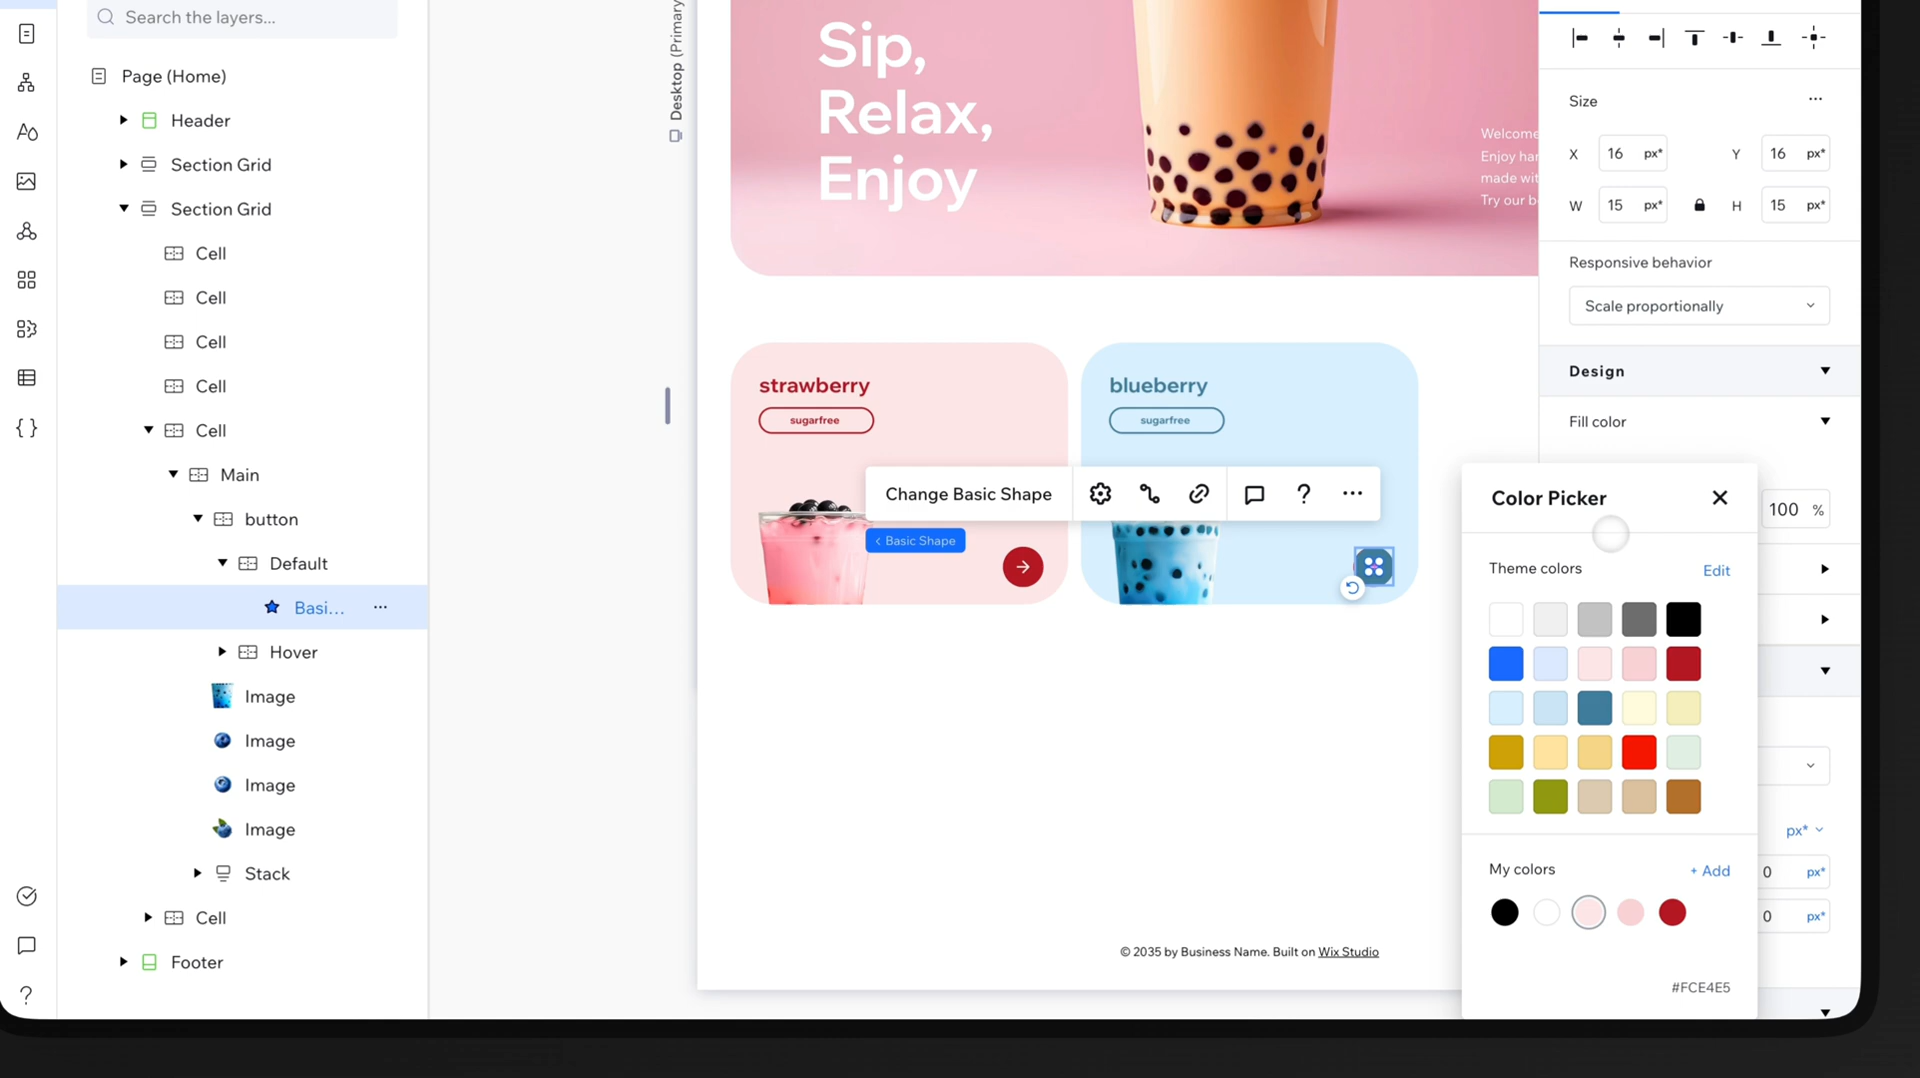 Search the layers...
Page (Home)
Header
Section Grid
Section Grid
Cell
Cell
Cell
Cell
Cell
Main
button
Default
Basi...
Hover
Image
Image
Image
Image
Stack
Cell
Footer
Desktop (Primary
Sip,
Relax,
Enjoy
Welcome
Enjoy har
made wit
Try our b
strawberry
sugarfree
blueberry
sugarfree
Change Basic Shape
Basic Shape
© 2035 by Business Name. Built on Wix Studio
Size
X 16 px* Y 16 px*
W 15 px* H 15 px*
Responsive behavior
Scale proportionally
Design
Fill color
100 %
px*
0 px*
0 px*
Color Picker
Theme colors Edit
My colors + Add
#FCE4E5